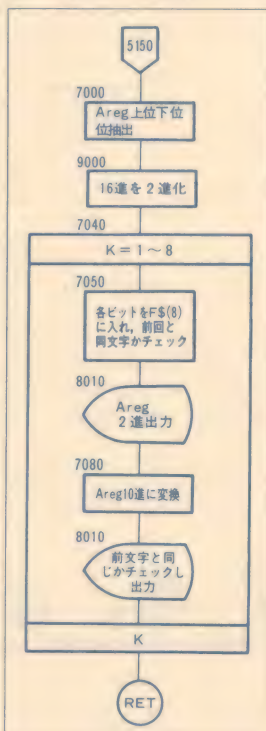 5150
7000
Areg上位下位
位抽出
9000
16進を2進化
7040
K=1～8
7050
各ビットをF$(8)
に入れ，前回と
同文字かチェック
8010
Areg
2進出力
7080
Areg10進に変換
8010
前文字と同
じかチェックし
出力
K
RET